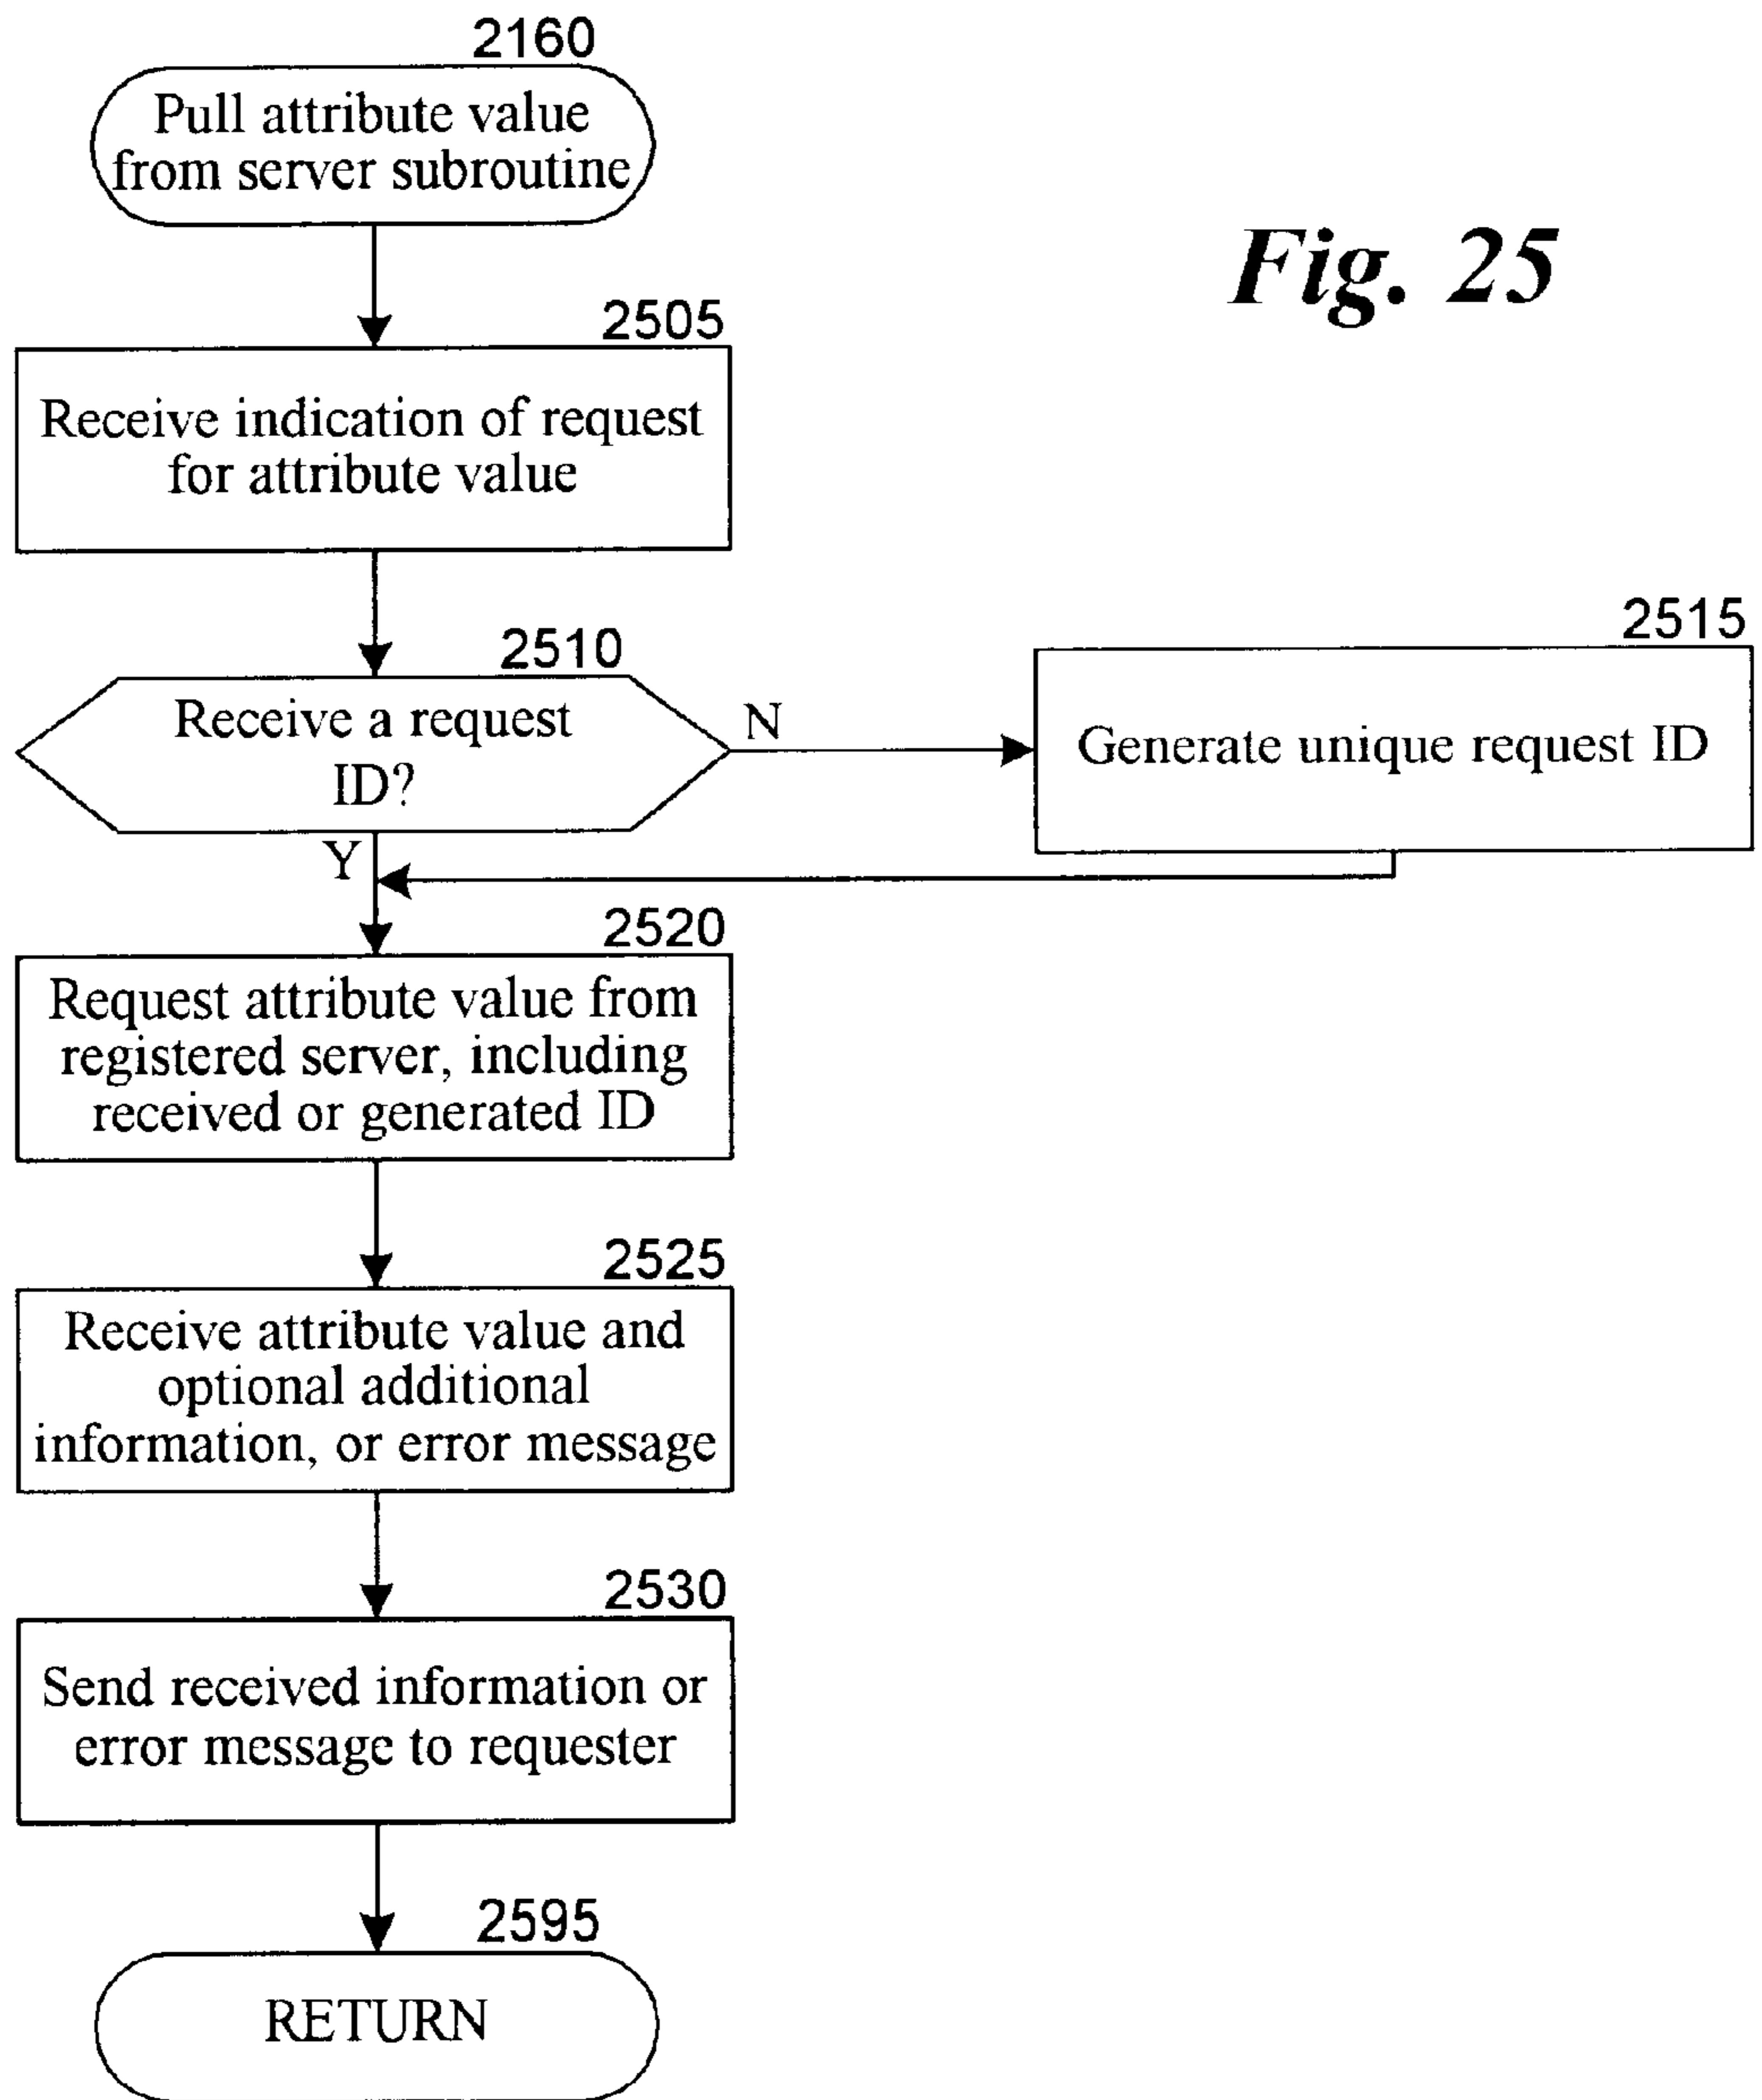 2160
Pull attribute value
from server subroutine
Fig. 25
2505
Receive indication of request
for attribute value
2510
Receive a request
ID?
N
2515
Generate unique request ID
Y
2520
Request attribute value from
registered server, including
received or generated ID
2525
Receive attribute value and
optional additional
information, or error message
2530
Send received information or
error message to requester
2595
RETURN